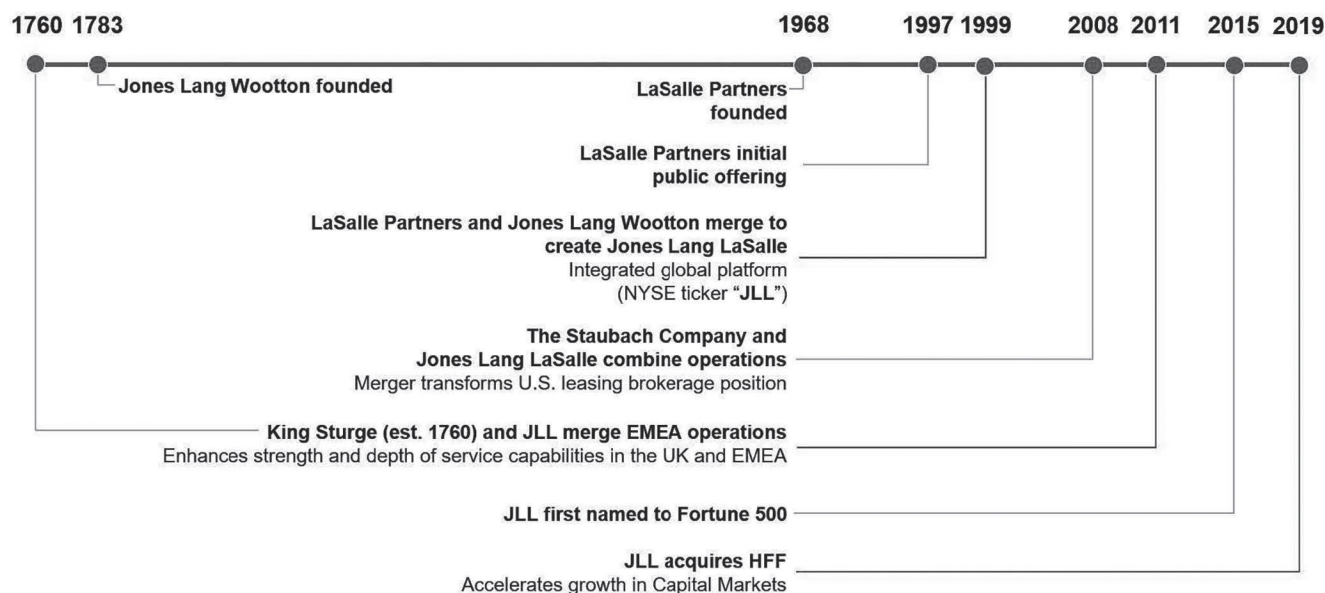 1760 1783 1968 1997 1999 2008 2011 2015 2019
Jones Lang Wootton founded
LaSalle Partners
founded
LaSalle Partners initial
public offering
LaSalle Partners and Jones Lang Wootton merge to
create Jones Lang LaSalle
Integrated global platform
(NYSE ticker “JLL”)
The Staubach Company and
Jones Lang LaSalle combine operations
Merger transforms U.S. leasing brokerage position
King Sturge (est. 1760) and JLL merge EMEA operations
Enhances strength and depth of service capabilities in the UK and EMEA
JLL first named to Fortune 500
JLL acquires HFF
Accelerates growth in Capital Markets